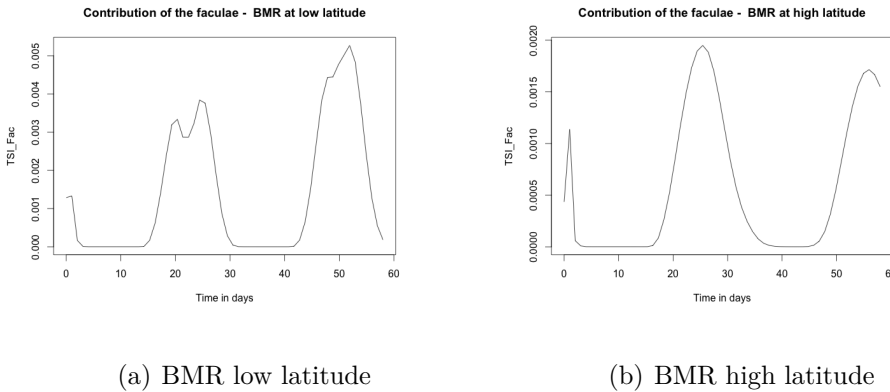 Contribution of the faculae - BMR at low latitude
TSI_Fac
0.005
0.004
0.003
0.002
0.001
0.000
0 10 20 30 40 50 60
Time in days
(a) BMR low latitude
Contribution of the faculae - BMR at high latitude
TSI_Fac
0.0020
0.0015
0.0010
0.0005
0.0000
0 10 20 30 40 50
Time in days
(b) BMR high latitude